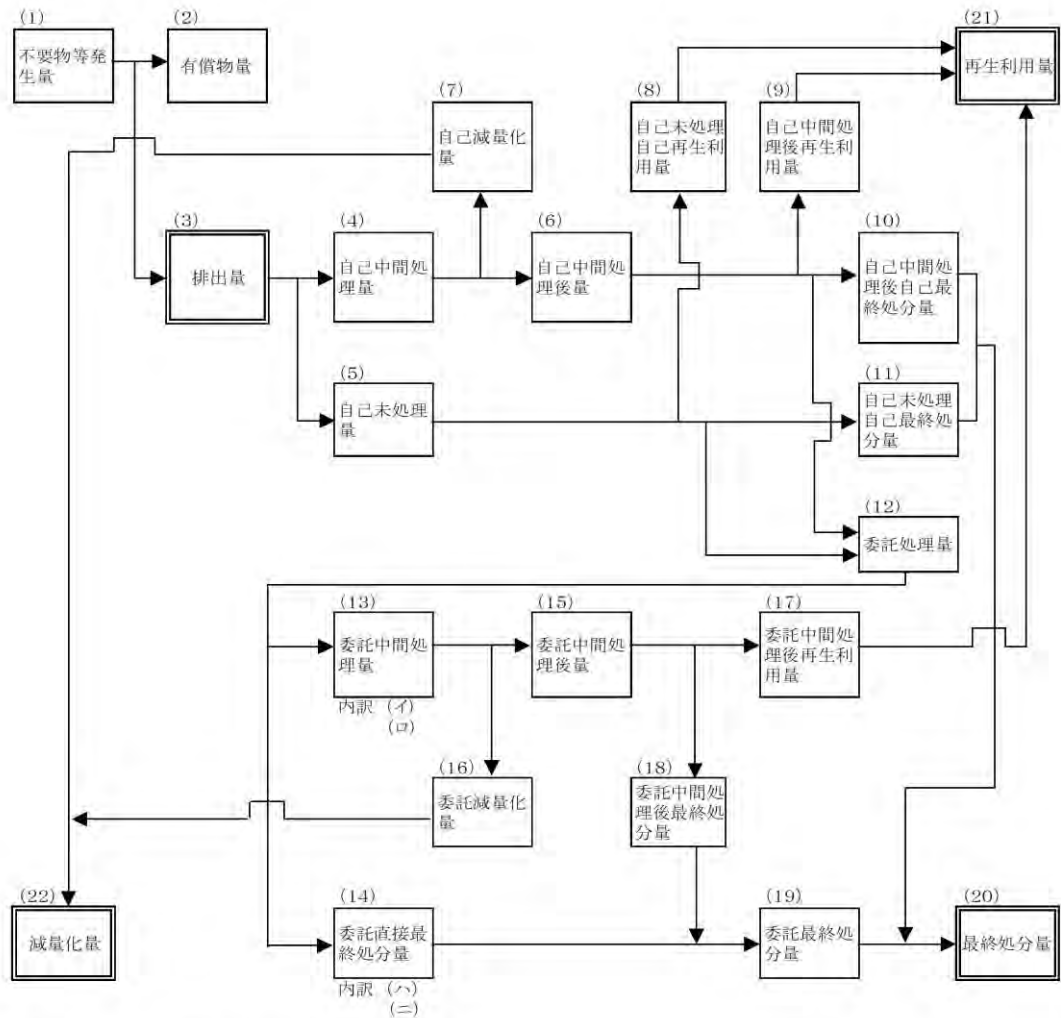 (1)
不要物等発
生量
(2)
有償物量
(21)
再生利用量
(7)
自己減量化
量
(8)
自己未処理
自己再生利
用量
(9)
自己中間処
理後再生利
用量
(3)
排出量
(4)
自己中間処
理量
(6)
自己中間処
理後量
(10)
自己中間処
理後自己最
終処分量
(5)
自己未処理
量
(11)
自己未処理
自己最終処
分量
(12)
委託処理量
(13)
委託中間処
理量
内訳 (イ)
(ロ)
(15)
委託中間処
理後量
(17)
委託中間処
理後再生利
用量
(16)
委託減量化
量
(18)
委託中間処
理後最終処
分量
(22)
減量化量
(14)
委託直接最
終処分量
内訳 (ハ)
(ニ)
(19)
委託最終処
分量
(20)
最終処分量